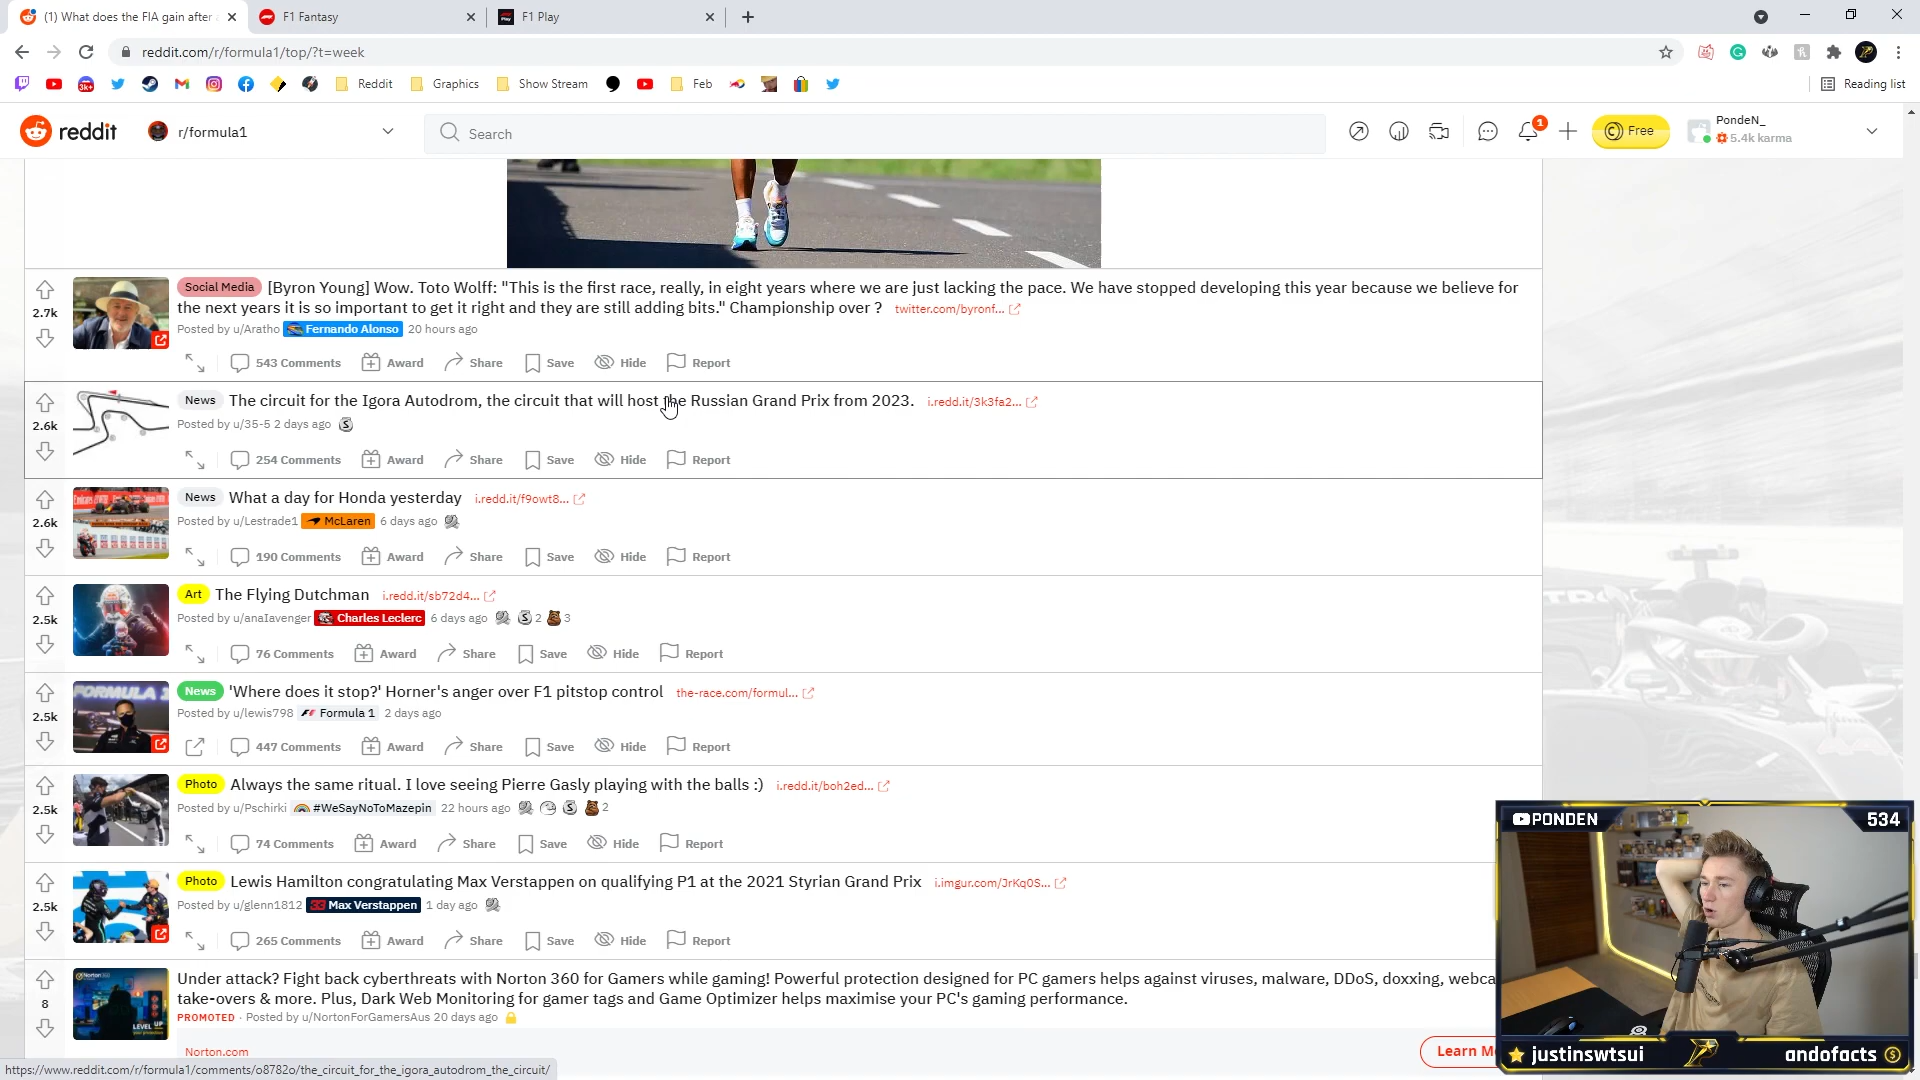 (1) What does the FIA gain after
F1 Fantasy
F1 Play
reddit.com/r/formula1/top/?t=week
3k+
Reddit
Graphics
Show Stream
Feb
Reading list
reddit
r/formula1
Search
1
Free
PondeN_
5.4k karma
2.7k
Social Media [Byron Young] Wow. Toto Wolff: "This is the first race, really, in eight years where we are just lacking the pace. We have stopped developing this year because we believe for
the next years it is so important to get it right and they are still adding bits." Championship over ? twitter.com/byronf...
Posted by u/Aratho Fernando Alonso 20 hours ago
543 Comments Award Share Save Hide Report
2.6k
News The circuit for the Igora Autodrom, the circuit that will host the Russian Grand Prix from 2023. i.redd.it/3k3fa2...
Posted by u/35-5 2 days ago
254 Comments Award Share Save Hide Report
2.6k
News What a day for Honda yesterday i.redd.it/f9owt8...
Posted by u/Lestrade1 McLaren 6 days ago
190 Comments Award Share Save Hide Report
2.5k
Art The Flying Dutchman i.redd.it/sb72d4...
Posted by u/analavenger Charles Leclerc 6 days ago 2 3
76 Comments Award Share Save Hide Report
FORMULA 1
2.5k
News 'Where does it stop?' Horner's anger over F1 pitstop control the-race.com/formul...
Posted by u/lewis798 Formula 1 2 days ago
447 Comments Award Share Save Hide Report
2.5k
Photo Always the same ritual. I love seeing Pierre Gasly playing with the balls :) i.redd.it/boh2ed...
Posted by u/Pschirki #WeSayNoToMazepin 22 hours ago 2
74 Comments Award Share Save Hide Report
2.5k
Photo Lewis Hamilton congratulating Max Verstappen on qualifying P1 at the 2021 Styrian Grand Prix i.imgur.com/JrKq0S...
Posted by u/glenn1812 33 Max Verstappen 1 day ago
265 Comments Award Share Save Hide Report
8
LEVEL UP
Under attack? Fight back cyberthreats with Norton 360 for Gamers while gaming! Powerful protection designed for PC gamers helps against viruses, malware, DDoS, doxxing, webca
take-overs & more. Plus, Dark Web Monitoring for gamer tags and Game Optimizer helps maximise your PC's gaming performance.
PROMOTED · Posted by u/NortonForGamersAus 20 days ago
Norton.com
Learn M
PONDEN
534
justinswtsui
andofacts
https://www.reddit.com/r/formula1/comments/o8782o/the_circuit_for_the_igora_autodrom_the_circuit/